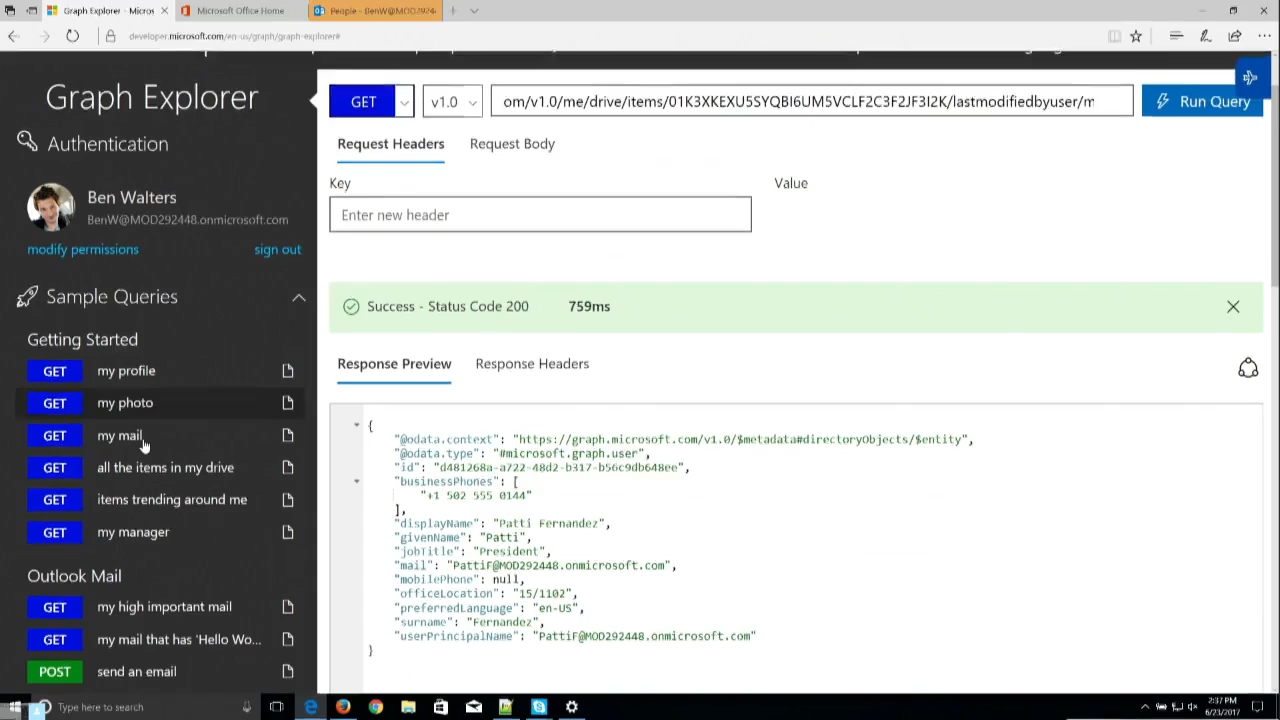 Graph Explorer - Micros
Microsoft Office Home
People - BenW@MOD2924
developer.microsoft.com/en-us/graph/graph-explorer#
Graph Explorer
Authentication
Ben Walters
BenW@MOD292448.onmicrosoft.com
modify permissions
sign out
Sample Queries
Getting Started
GET my profile
GET my photo
GET my mail
GET all the items in my drive
GET items trending around me
GET my manager
Outlook Mail
GET my high important mail
GET my mail that has 'Hello Wo...
POST send an email
GET
v1.0
om/v1.0/me/drive/items/01K3XKEXU5SYQBI6UM5VCLF2C3F2JF3I2K/lastmodifiedbyuser/m
Run Query
Request Headers
Request Body
Key
Value
Enter new header
Success - Status Code 200 759ms
Response Preview
Response Headers
{
"@odata.context": "https://graph.microsoft.com/v1.0/$metadata#directoryObjects/$entity",
"@odata.type": "#microsoft.graph.user",
"id": "d481268a-a722-48d2-b317-b56c9db648ee",
"businessPhones": [
"+1 502 555 0144"
],
"displayName": "Patti Fernandez",
"givenName": "Patti",
"jobTitle": "President",
"mail": "PattiF@MOD292448.onmicrosoft.com",
"mobilePhone": null,
"officeLocation": "15/1102",
"preferredLanguage": "en-US",
"surname": "Fernandez",
"userPrincipalName": "PattiF@MOD292448.onmicrosoft.com"
}
Type here to search
2:37 PM
6/23/2017